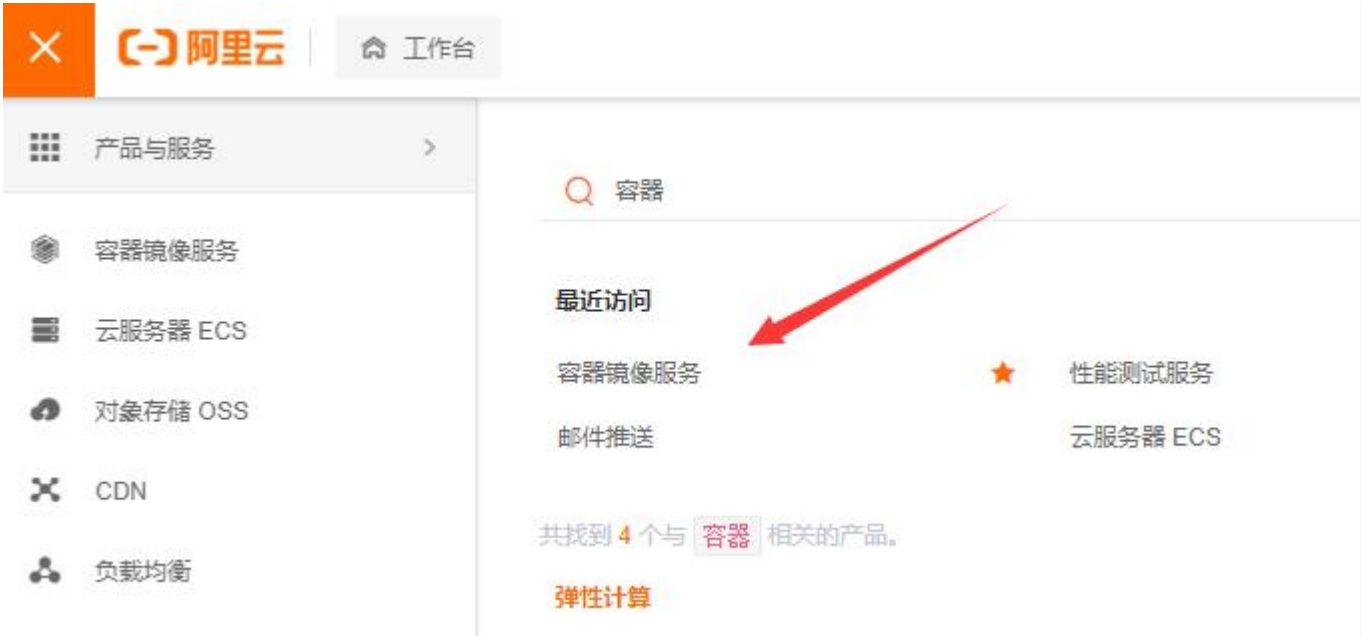 阿里云 工作台
产品与服务
容器镜像服务
云服务器 ECS
对象存储 OSS
CDN
负载均衡
容器
最近访问
容器镜像服务 性能测试服务
邮件推送 云服务器 ECS
共找到 4 个与 容器 相关的产品。
弹性计算